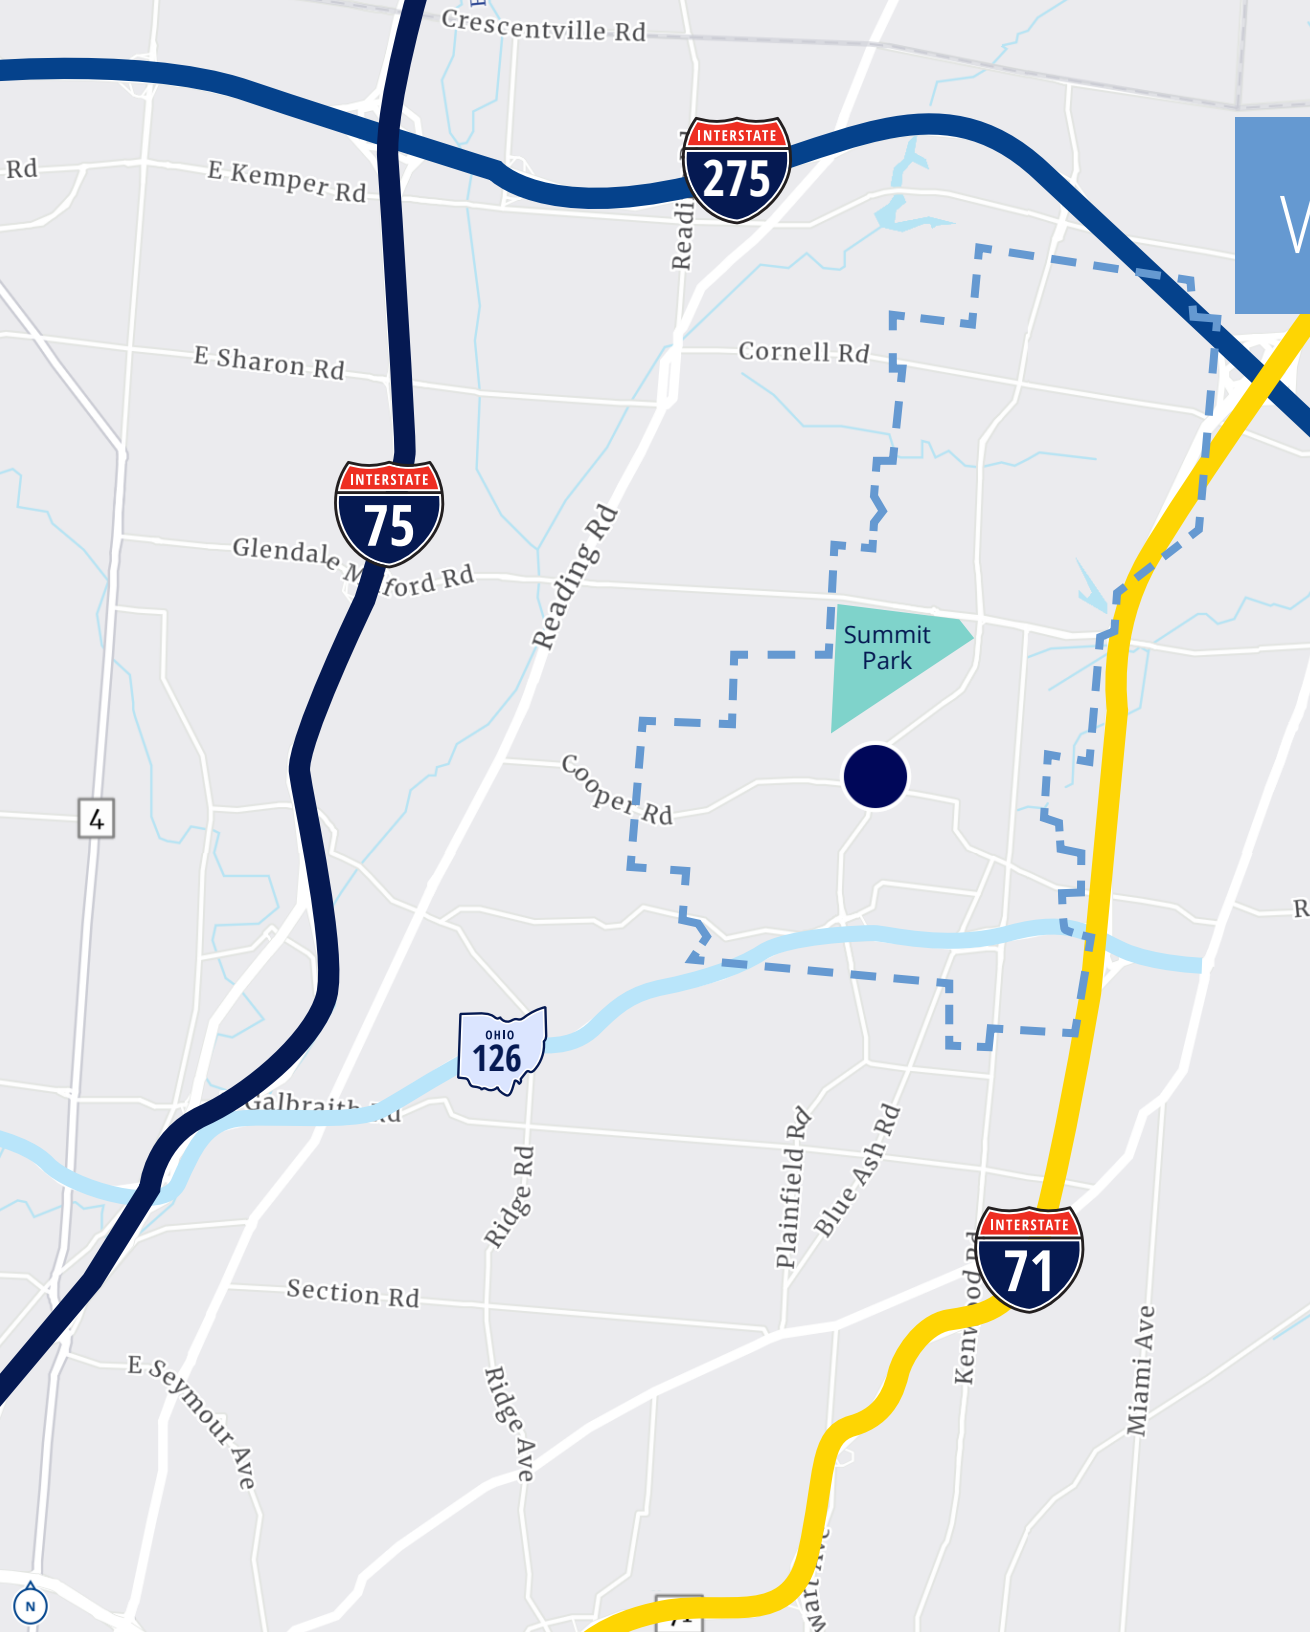 Crescentville Rd
INTERSTATE
275
Rd
E Kemper Rd
V
E Sharon Rd
Cornell Rd
INTERSTATE
75
Glendale
ford Rd
Reading Rd
Summit
Park
Cooper Rd
4
OHIO
126
Galbraith Rd
Ridge Rd
Plainfield Rd
Blue Ash Rd
INTERSTATE
71
Section Rd
Miami Ave
E Seymour Ave
Ridge Ave
N
71